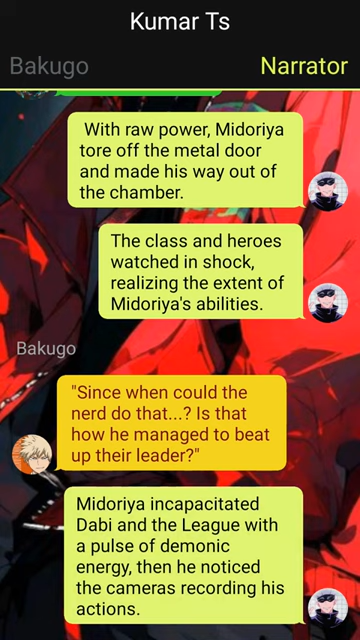 Kumar Ts
Bakugo
Narrator
With raw power, Midoriya
tore off the metal door
and made his way out of
the chamber.
The class and heroes
watched in shock,
realizing the extent of
Midoriya's abilities.
Bakugo
"Since when could the
nerd do that...? Is that
how he managed to beat
up their leader?"
Midoriya incapacitated
Dabi and the League with
a pulse of demonic
energy, then he noticed
the cameras recording his
actions.